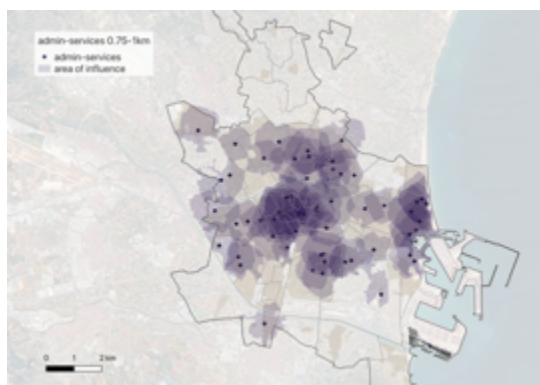 admin-services 0.75-1km
admin-services
area of influence
0 1 2 km